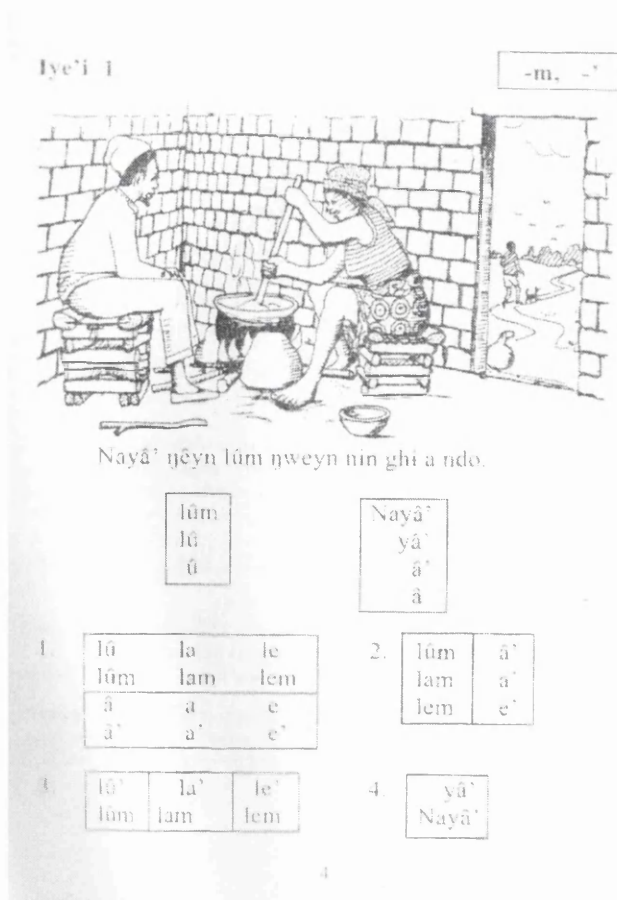 Iye’i 1
-m, -’
Nayâ’ ŋêyn lûm ŋweyn nin ghi a ndo.
lûm
lû
û
Nayâ’
yâ’
â’
â
1.
lû la le
lûm lam lem
â a e
â’ a’ e’
2.
lûm â’
lam a’
lem e’
3.
lû’ la’ le’
lûm lam lem
4.
yâ’
Nayâ’
4